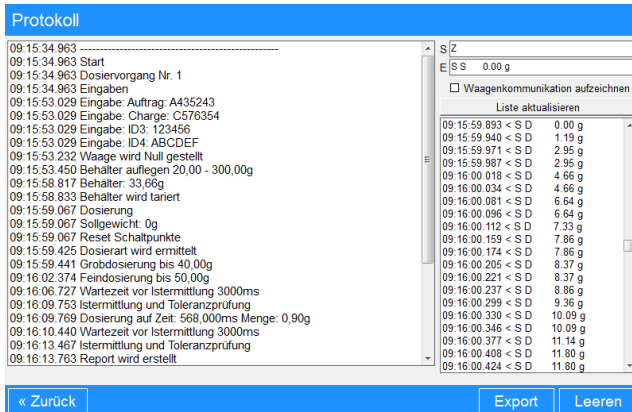 Protokoll
09:15:34.963 --------------------------------------------------
09:15:34.963 Start
09:15:34.963 Dosiervorgang Nr. 1
09:15:34.963 Eingaben
09:15:53.029 Eingabe: Auftrag: A435243
09:15:53.029 Eingabe: Charge: C576354
09:15:53.029 Eingabe: ID3: 123456
09:15:53.029 Eingabe: ID4: ABCDEF
09:15:53.232 Waage wird Null gestellt
09:15:53.450 Behälter auflegen 20,00 - 300,00g
09:15:58.817 Behälter: 33,66g
09:15:58.833 Behälter wird tariert
09:15:59.067 Dosierung
09:15:59.067 Sollgewicht: 0g
09:15:59.067 Reset Schaltpunkte
09:15:59.425 Dosierart wird ermittelt
09:15:59.441 Grobdosierung bis 40,00g
09:16:02.374 Feindosierung bis 50,00g
09:16:06.727 Wartezeit vor Istermittlung 3000ms
09:16:09.753 Istermittlung und Toleranzprüfung
09:16:09.769 Dosierung auf Zeit: 568,000ms Menge: 0,90g
09:16:10.440 Wartezeit vor Istermittlung 3000ms
09:16:13.467 Istermittlung und Toleranzprüfung
09:16:13.763 Report wird erstellt
S Z
E S S 0.00 g
Waagenkommunikation aufzeichnen
Liste aktualisieren
09:15:59.893 < S D 0.00 g
09:15:59.940 < S D 1.19 g
09:15:59.971 < S D 2.95 g
09:15:59.987 < S D 2.95 g
09:16:00.018 < S D 4.66 g
09:16:00.034 < S D 4.66 g
09:16:00.081 < S D 6.64 g
09:16:00.096 < S D 6.64 g
09:16:00.112 < S D 7.33 g
09:16:00.159 < S D 7.86 g
09:16:00.174 < S D 7.86 g
09:16:00.205 < S D 8.37 g
09:16:00.221 < S D 8.37 g
09:16:00.237 < S D 8.86 g
09:16:00.299 < S D 9.36 g
09:16:00.330 < S D 10.09 g
09:16:00.346 < S D 10.09 g
09:16:00.377 < S D 11.14 g
09:16:00.408 < S D 11.80 g
09:16:00.424 < S D 11.80 g
« Zurück
Export
Leeren